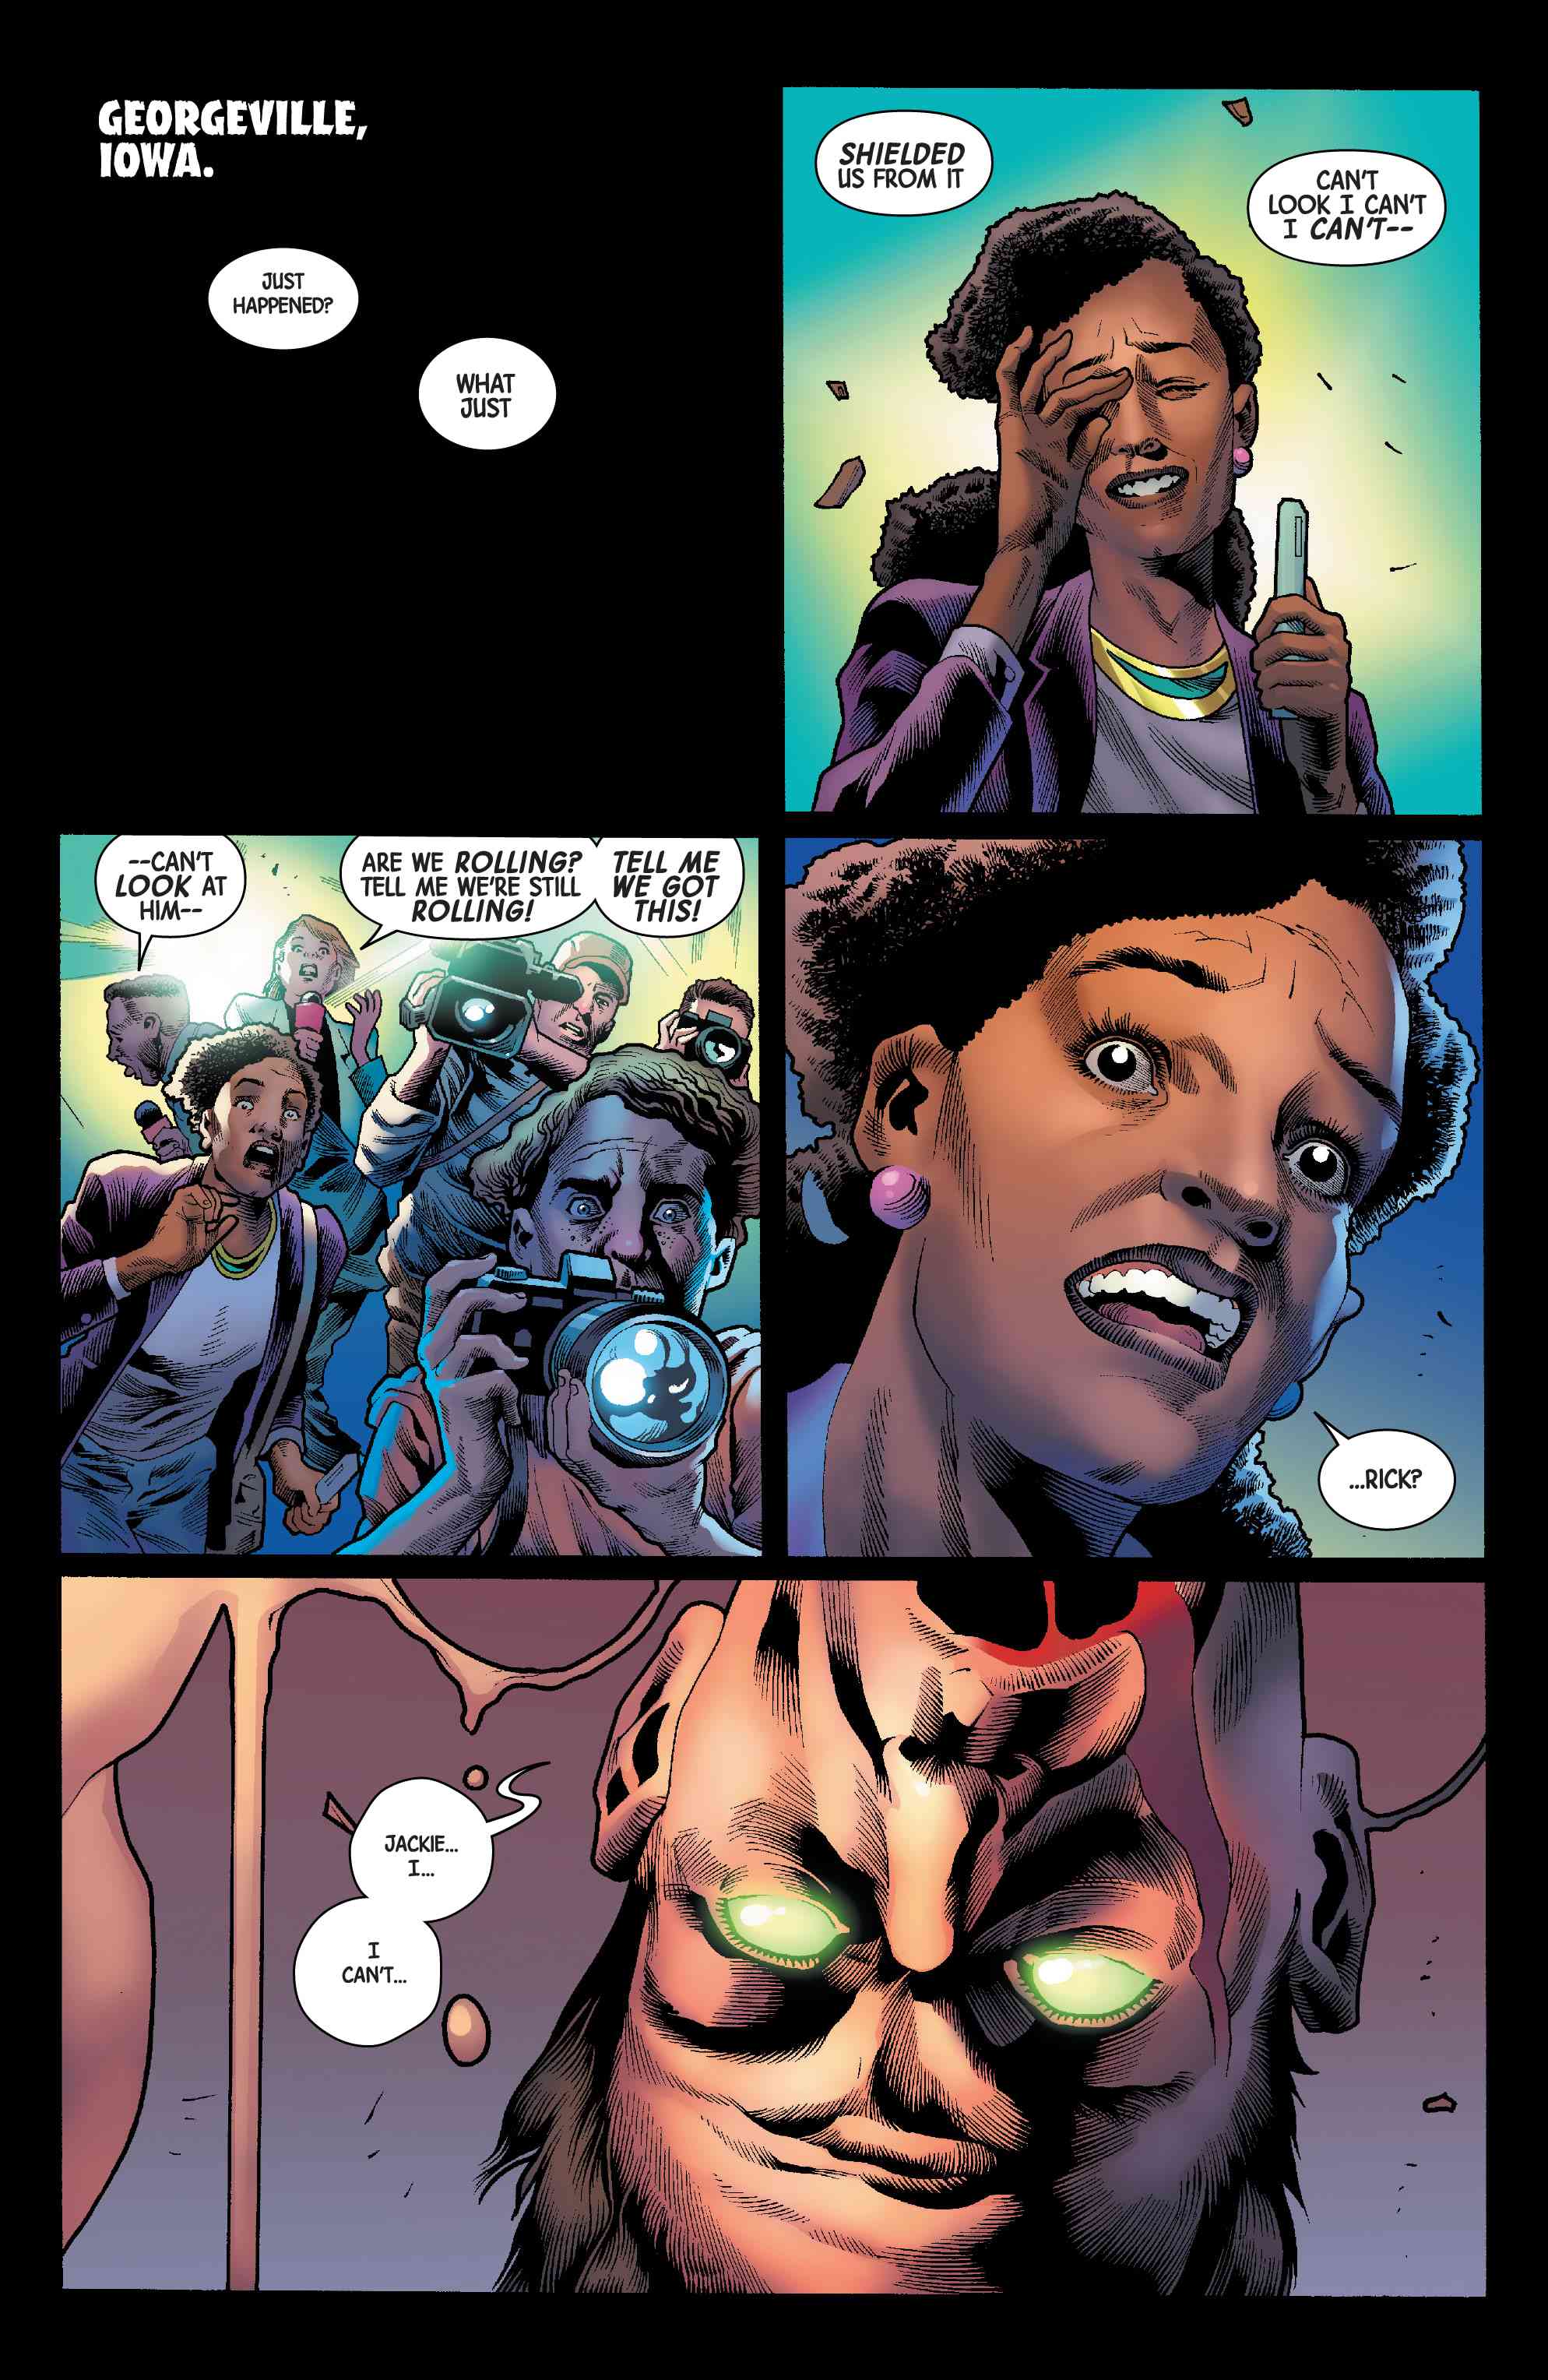 GEORGEVILLE,
IOWA.
JUST
HAPPENED?
WHAT
JUST
SHIELDED
US FROM IT
CAN'T
LOOK I CAN'T
I CAN'T--
--CAN'T
LOOK AT
HIM--
ARE WE ROLLING?
TELL ME WE'RE STILL
ROLLING!
TELL ME
WE GOT
THIS!
...RICK?
JACKIE...
I...
I
CAN'T...